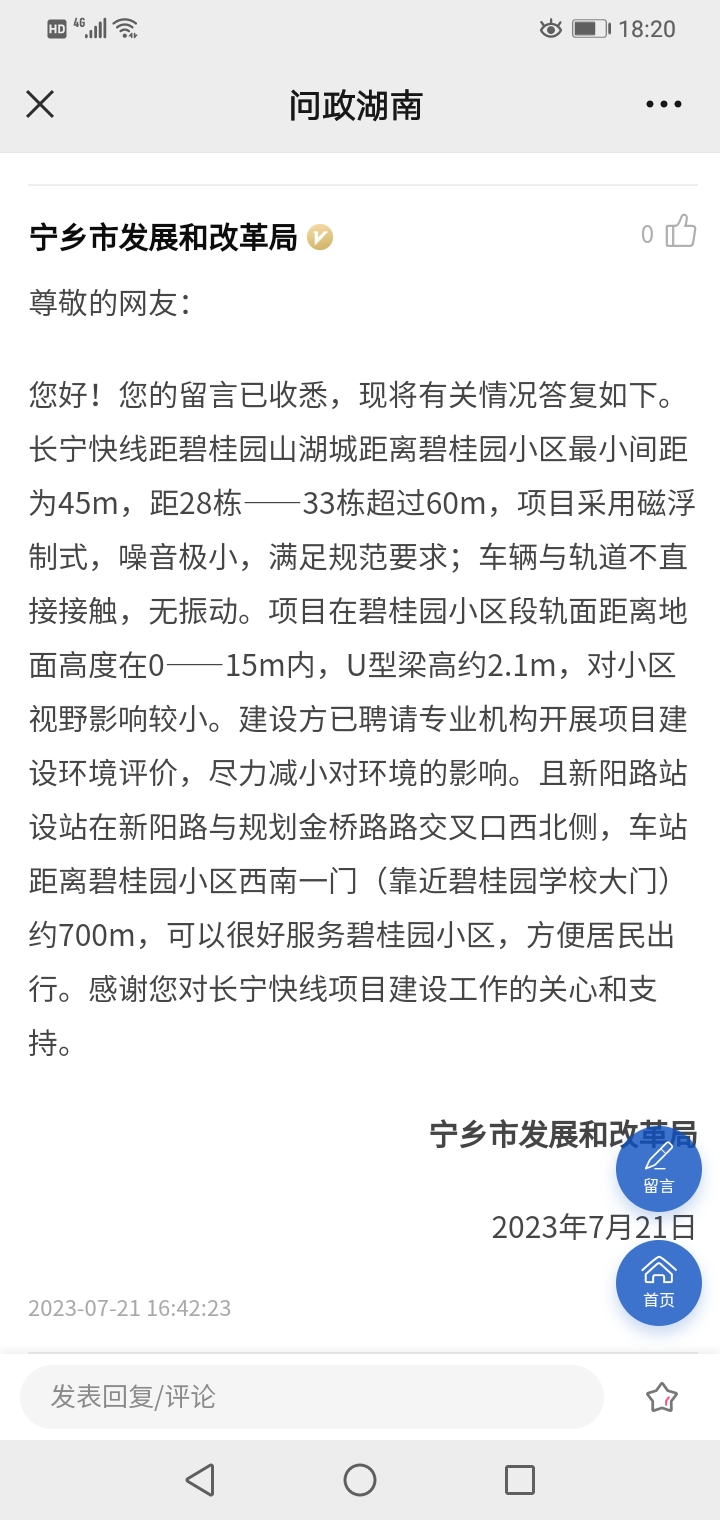 HD 4G 18:20
问政湖南
宁乡市发展和改革局
0
尊敬的网友：
您好！您的留言已收悉，现将有关情况答复如下。
长宁快线距碧桂园山湖城距离碧桂园小区最小间距
为45m，距28栋——33栋超过60m，项目采用磁浮
制式，噪音极小，满足规范要求；车辆与轨道不直
接接触，无振动。项目在碧桂园小区段轨面距离地
面高度在0——15m内，U型梁高约2.1m，对小区
视野影响较小。建设方已聘请专业机构开展项目建
设环境评价，尽力减小对环境的影响。且新阳路站
设站在新阳路与规划金桥路路交叉口西北侧，车站
距离碧桂园小区西南一门（靠近碧桂园学校大门）
约700m，可以很好服务碧桂园小区，方便居民出
行。感谢您对长宁快线项目建设工作的关心和支
持。
宁乡市发展和改革局
留言
2023年7月21日
首页
2023-07-21 16:42:23
发表回复/评论